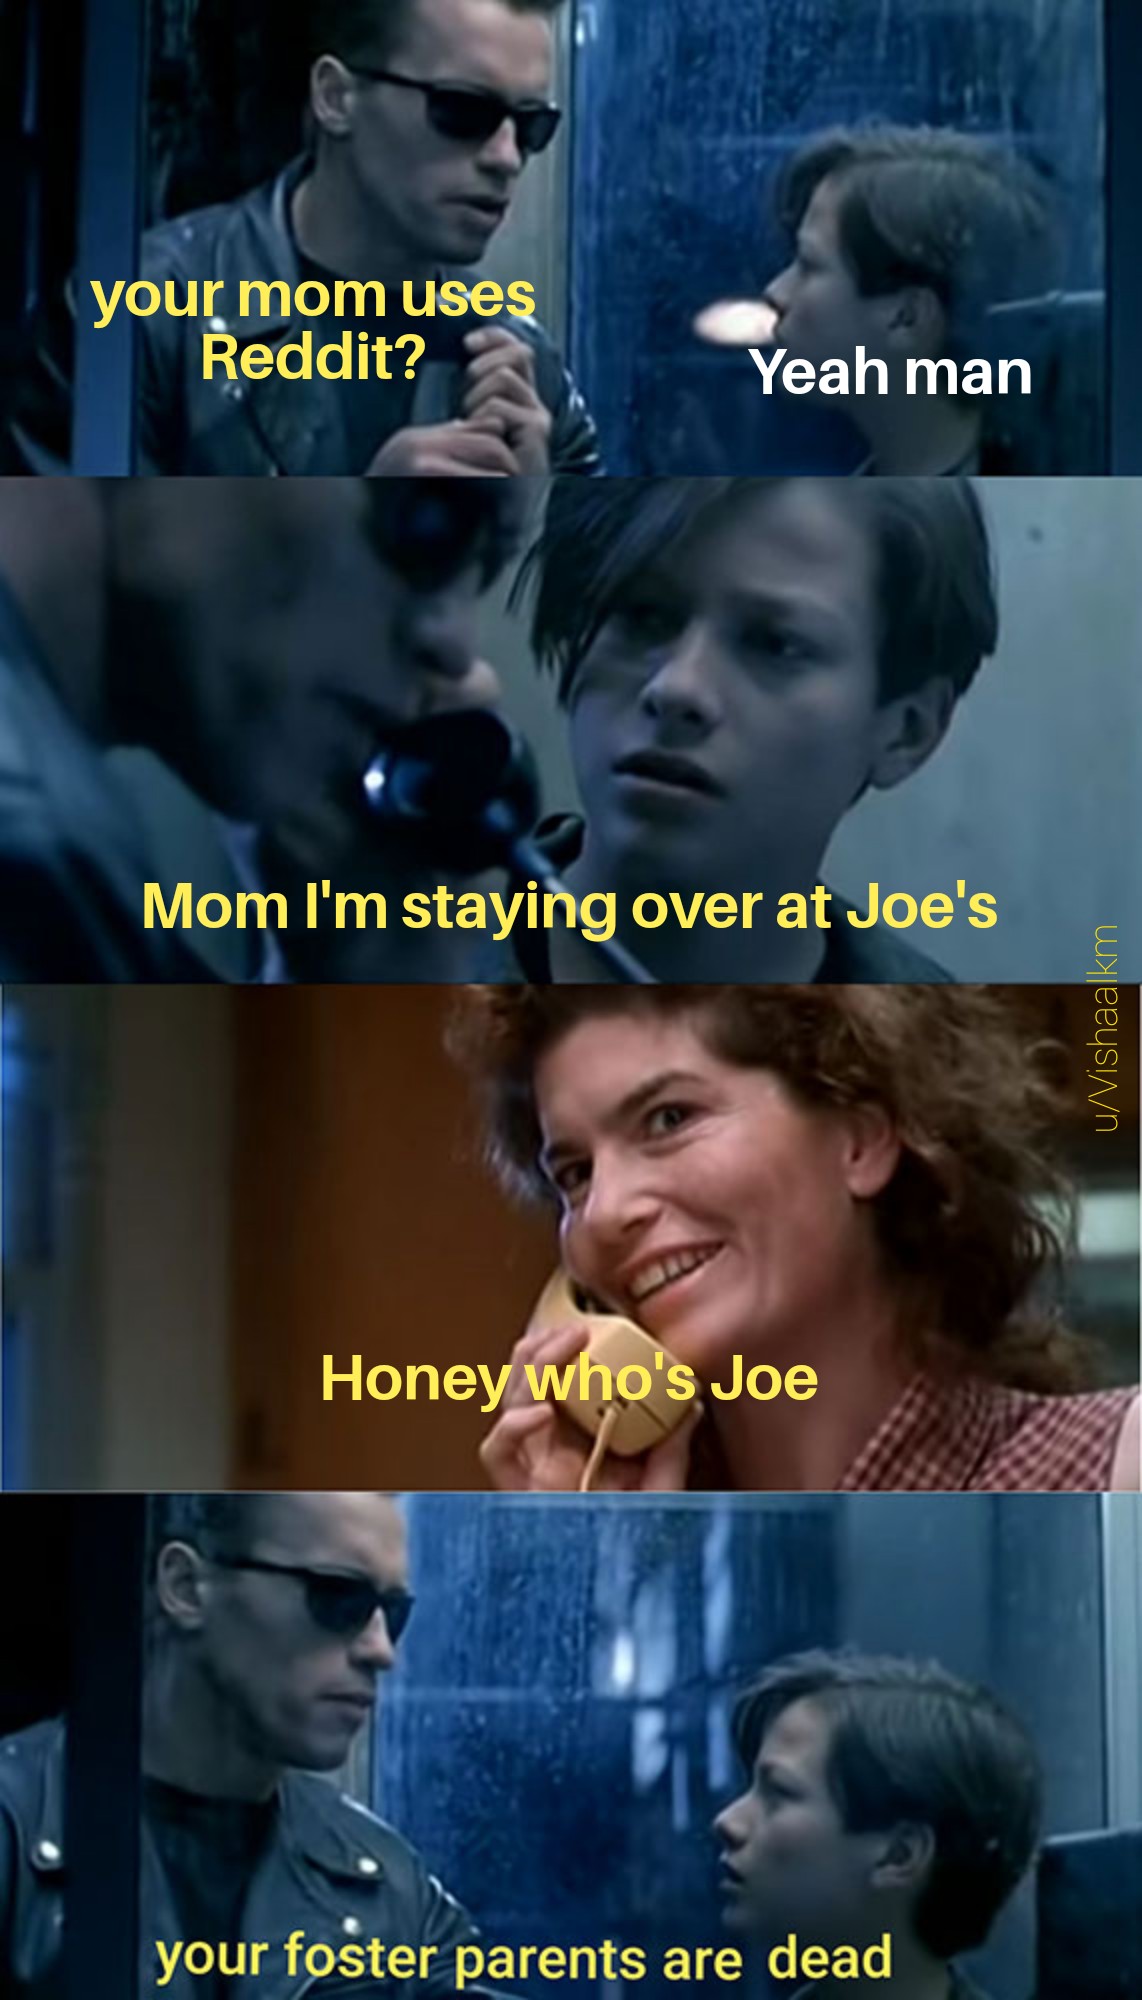 your mom uses
Reddit?
Yeah man
Mom I'm staying over at Joe's
u/Vishaalkm
Honey who's Joe
your foster parents are dead